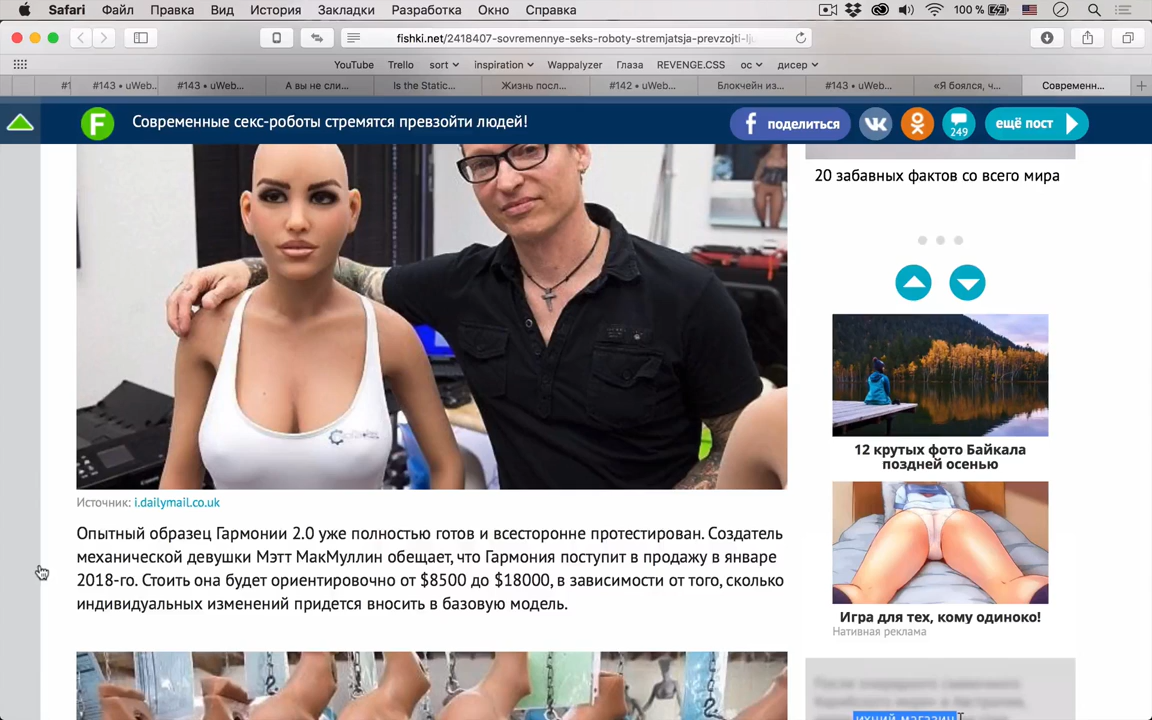 Safari Файл Правка Вид История Закладки Разработка Окно Справка 100 %
fishki.net/2418407-sovremennye-seks-roboty-stremjatsja-prevzojti-lju
YouTube Trello sort inspiration Wappalyzer Глаза REVENGE.CSS ос дисер
#1 #143 • uWeb.. #143 • uWeb.. А вы не сли... Is the Static... Жизнь посл... #142 • uWeb... Блокчейн из... #143 • uWeb... «Я боялся, ч... Современн...
F Современные секс-роботы стремятся превзойти людей!
поделиться 249 ещё пост
20 забавных фактов со всего мира
12 крутых фото Байкала
поздней осенью
Игра для тех, кому одиноко!
Нативная реклама
Источник: i.dailymail.co.uk
Опытный образец Гармонии 2.0 уже полностью готов и всесторонне протестирован. Создатель
механической девушки Мэтт МакМуллин обещает, что Гармония поступит в продажу в январе
2018-го. Стоить она будет ориентировочно от $8500 до $18000, в зависимости от того, сколько
индивидуальных изменений придется вносить в базовую модель.